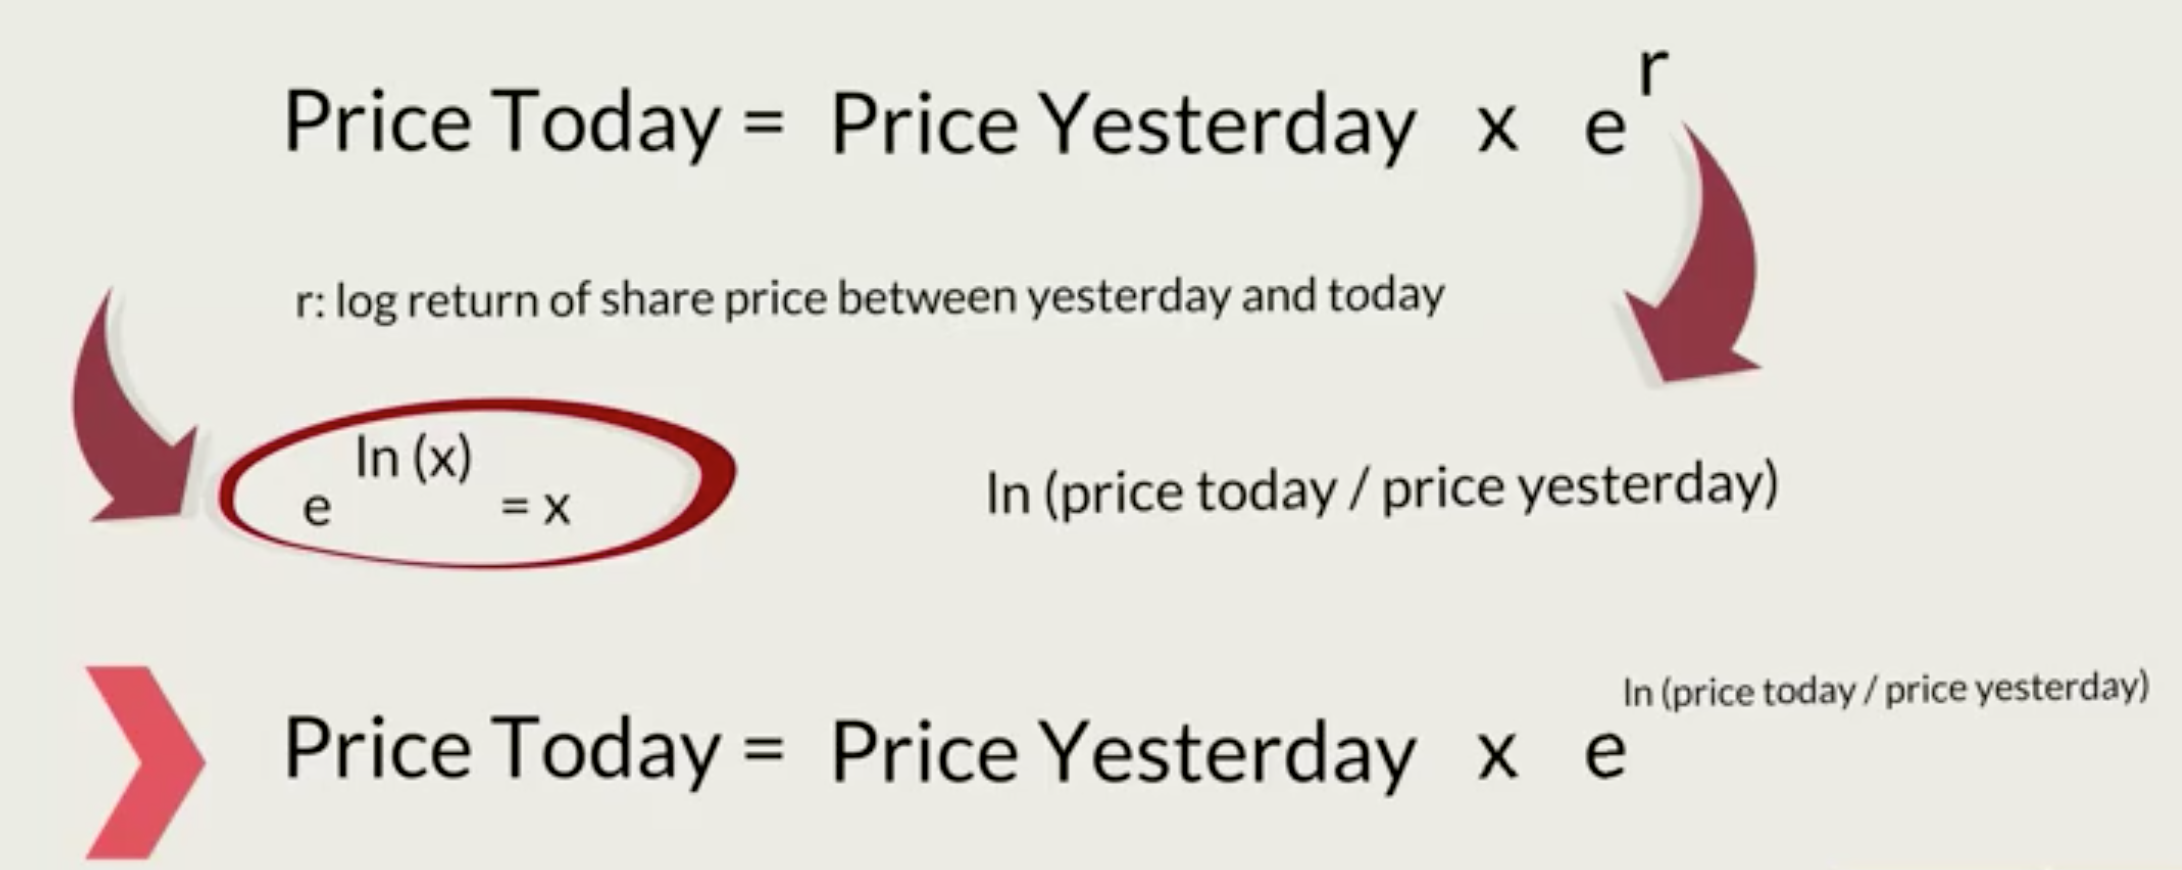 Price Today = Price Yesterday x e^r
r: log return of share price between yesterday and today
e^ln (x) = x
ln (price today / price yesterday)
Price Today = Price Yesterday x e^ln (price today / price yesterday)